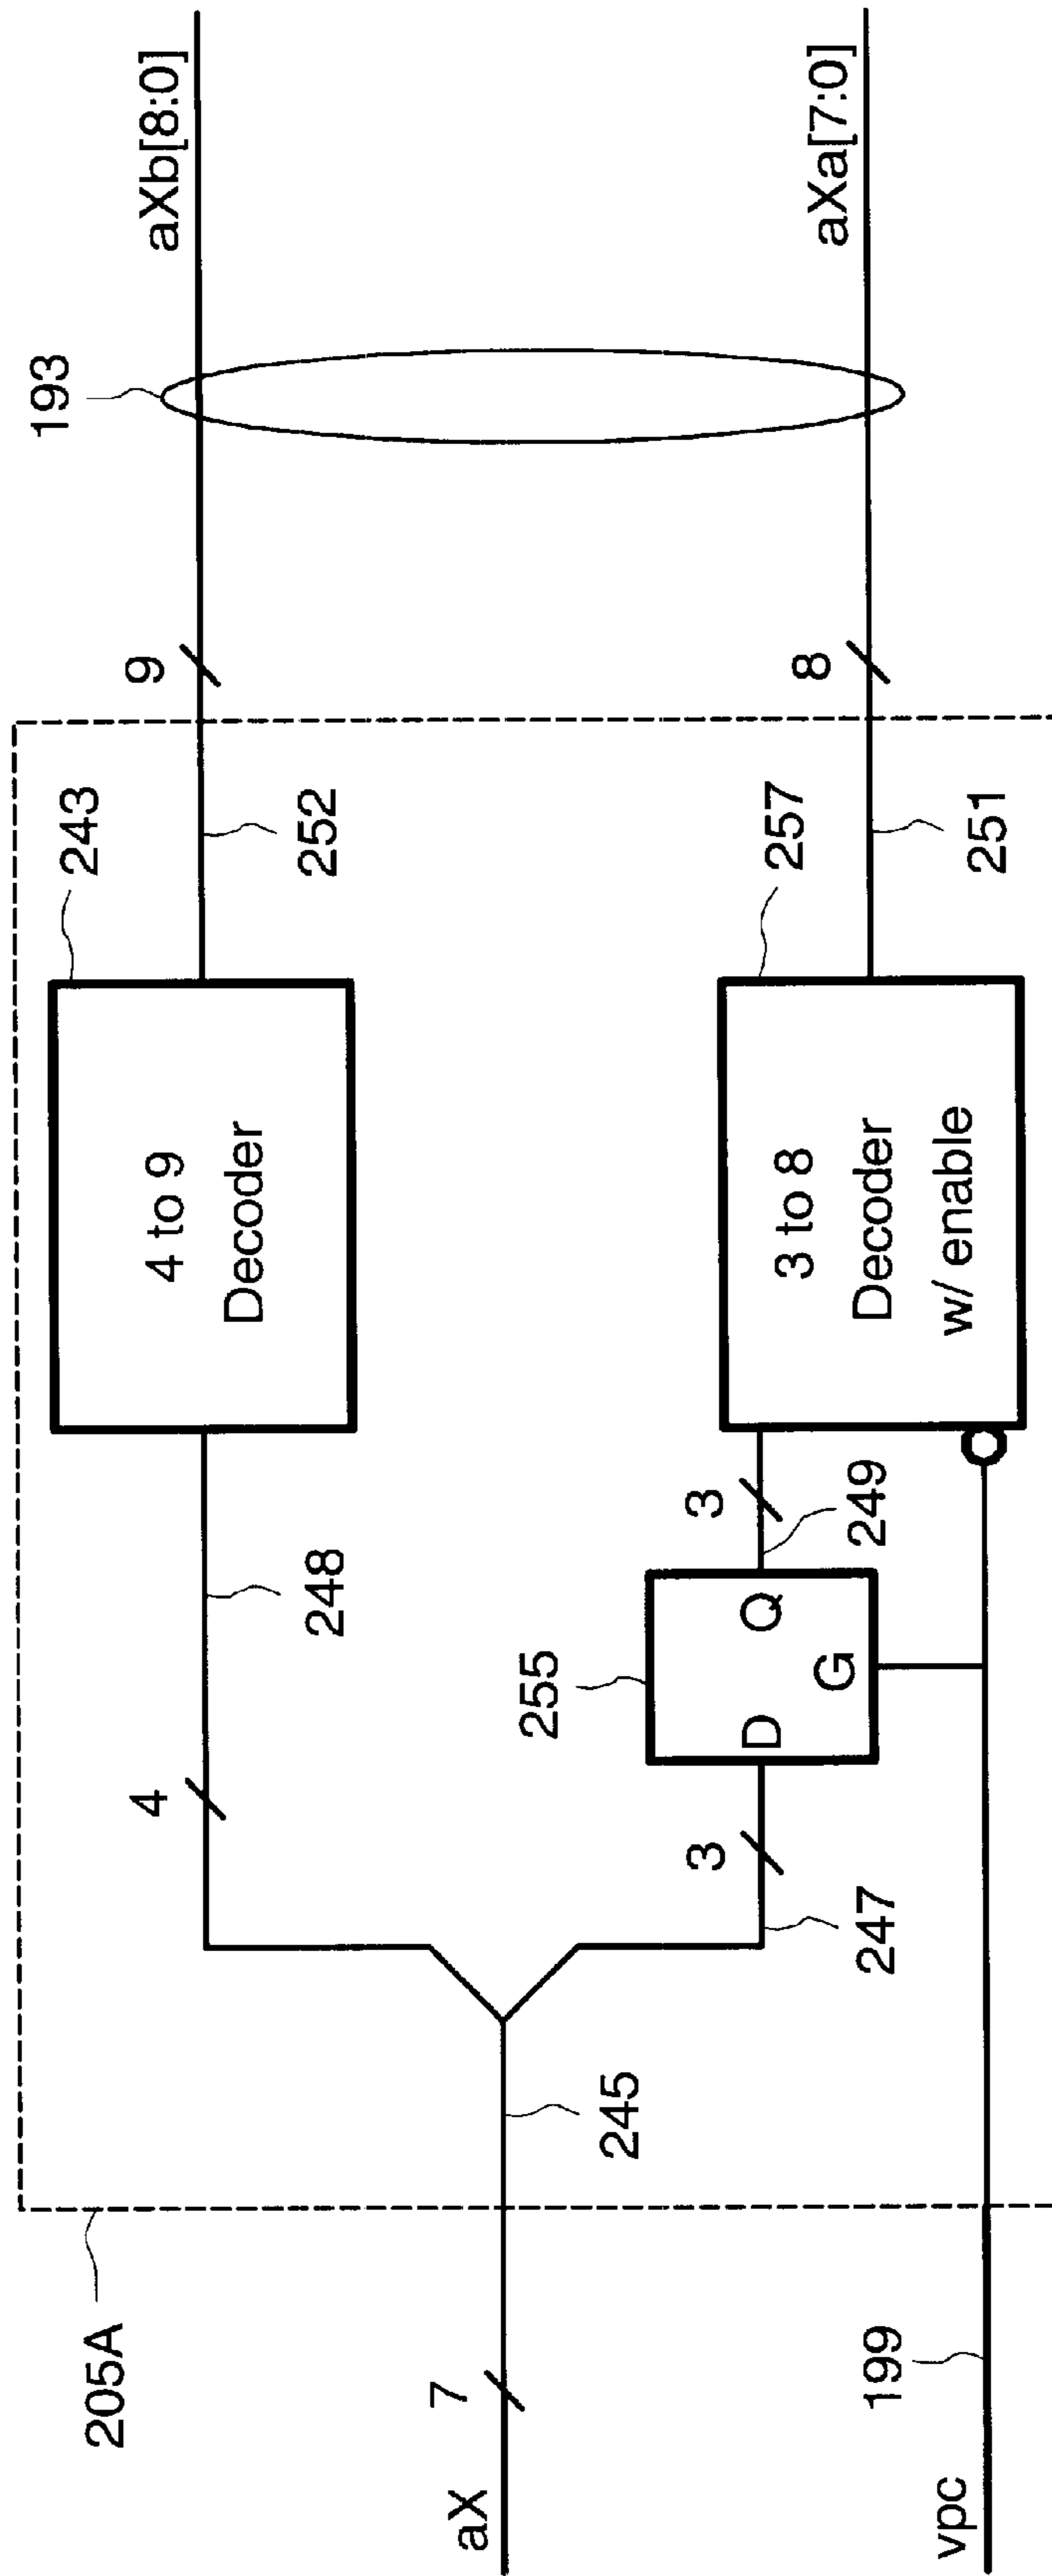 205A
aX
7
245
4
248
4 to 9
Decoder
243
252
9
193
aXb[8:0]
3
247
255
D
Q
G
3
249
3 to 8
Decoder
w/ enable
257
251
8
aXa[7:0]
vpc
199